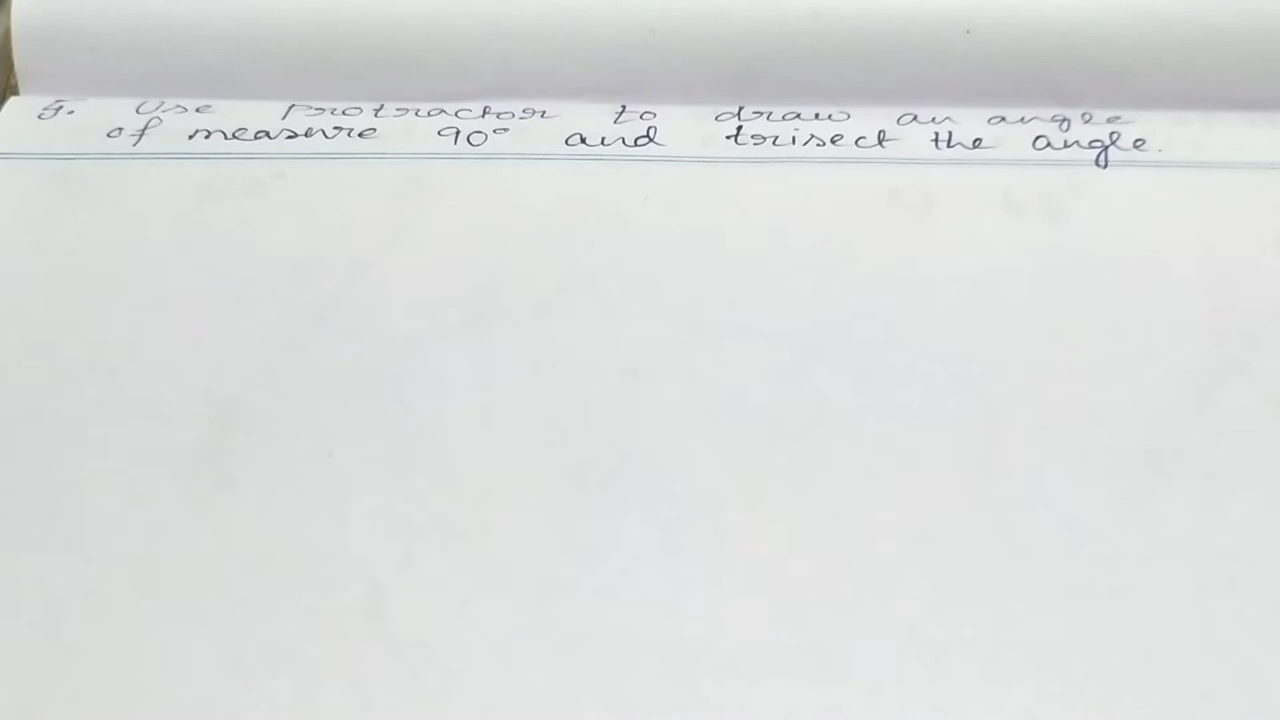 5. Use protractor to draw an angle
of measure 90° and trisect the angle.